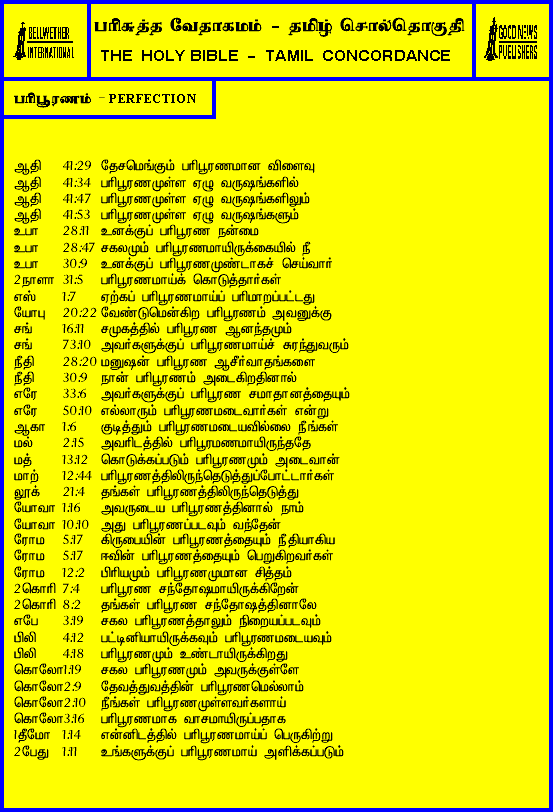 BELLWETHER
INTERNATIONAL
பரிசுத்த வேதாகமம் – தமிழ் சொல்தொகுதி
THE HOLY BIBLE – TAMIL CONCORDANCE
GOOD NEWS
PUBLISHERS
பரிபூரணம் – PERFECTION
ஆதி 41:29 தேசமெங்கும் பரிபூரணமான விளைவு
ஆதி 41:34 பரிபூரணமுள்ள ஏழு வருஷங்களில்
ஆதி 41:47 பரிபூரணமுள்ள ஏழு வருஷங்களிலும்
ஆதி 41:53 பரிபூரணமுள்ள ஏழு வருஷங்களும்
உபா 28:11 உனக்குப் பரிபூரண நன்மை
உபா 28:47 சகலமும் பரிபூரணமாயிருக்கையில் நீ
உபா 30:9 உனக்குப் பரிபூரணமுண்டாகச் செய்வார்
2நாளா 31:5 பரிபூரணமாய்க் கொடுத்தார்கள்
எஸ் 1:7 ஏற்கப் பரிபூரணமாய்ப் பரிமாறப்பட்டது
யோபு 20:22 வேண்டுமென்கிற பரிபூரணம் அவனுக்கு
சங் 16:11 சமுகத்தில் பரிபூரண ஆனந்தமும்
சங் 73:10 அவர்களுக்குப் பரிபூரணமாய்ச் சுரந்துவரும்
நீதி 28:20 மனுஷன் பரிபூரண ஆசீர்வாதங்களை
நீதி 30:9 நான் பரிபூரணம் அடைகிறதினால்
எரே 33:6 அவர்களுக்குப் பரிபூரண சமாதானத்தையும்
எரே 50:10 எல்லாரும் பரிபூரணமடைவார்கள் என்று
ஆகா 1:6 குடித்தும் பரிபூரணமடையவில்லை நீங்கள்
மல் 2:15 அவரிடத்தில் பரிபூரமணமாயிருந்ததே
மத் 13:12 கொடுக்கப்படும் பரிபூரணமும் அடைவான்
மாற் 12:44 பரிபூரணத்திலிருந்தெடுத்துப்போட்டார்கள்
லூக் 21:4 தங்கள் பரிபூரணத்திலிருந்தெடுத்து
யோவா 1:16 அவருடைய பரிபூரணத்தினால் நாம்
யோவா 10:10 அது பரிபூரணப்படவும் வந்தேன்
ரோம 5:17 கிருபையின் பரிபூரணத்தையும் நீதியாகிய
ரோம 5:17 ஈவின் பரிபூரணத்தையும் பெறுகிறவர்கள்
ரோம 12:2 பிரியமும் பரிபூரணமுமான சித்தம்
2கொரி 7:4 பரிபூரண சந்தோஷமாயிருக்கிறேன்
2கொரி 8:2 தங்கள் பரிபூரண சந்தோஷத்தினாலே
எபே 3:19 சகல பரிபூரணத்தாலும் நிறையப்படவும்
பிலி 4:12 பட்டினியாயிருக்கவும் பரிபூரணமடையவும்
பிலி 4:18 பரிபூரணமும் உண்டாயிருக்கிறது
கொலோ1:19 சகல பரிபூரணமும் அவருக்குள்ளே
கொலோ2:9 தேவத்துவத்தின் பரிபூரணமெல்லாம்
கொலோ2:10 நீங்கள் பரிபூரணமுள்ளவர்களாய்
கொலோ3:16 பரிபூரணமாக வாசமாயிருப்பதாக
1தீமோ 1:14 என்னிடத்தில் பரிபூரணமாய்ப் பெருகிற்று
2பேது 1:11 உங்களுக்குப் பரிபூரணமாய் அளிக்கப்படும்